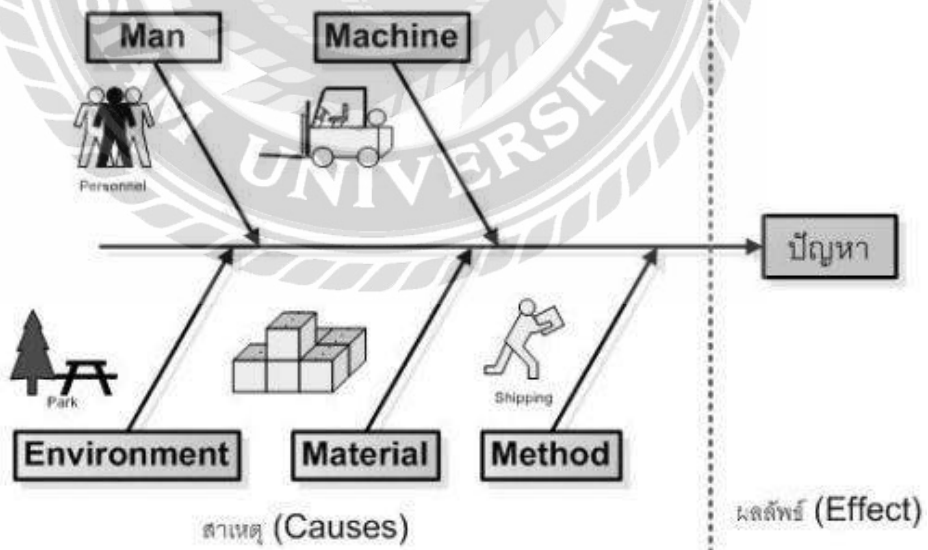 Man
Machine
Personnel
UNIVERSIT
ปัญหา
Park
Shipping
Environment
Material
Method
สาเหตุ (Causes)
ผลลัพธ์ (Effect)